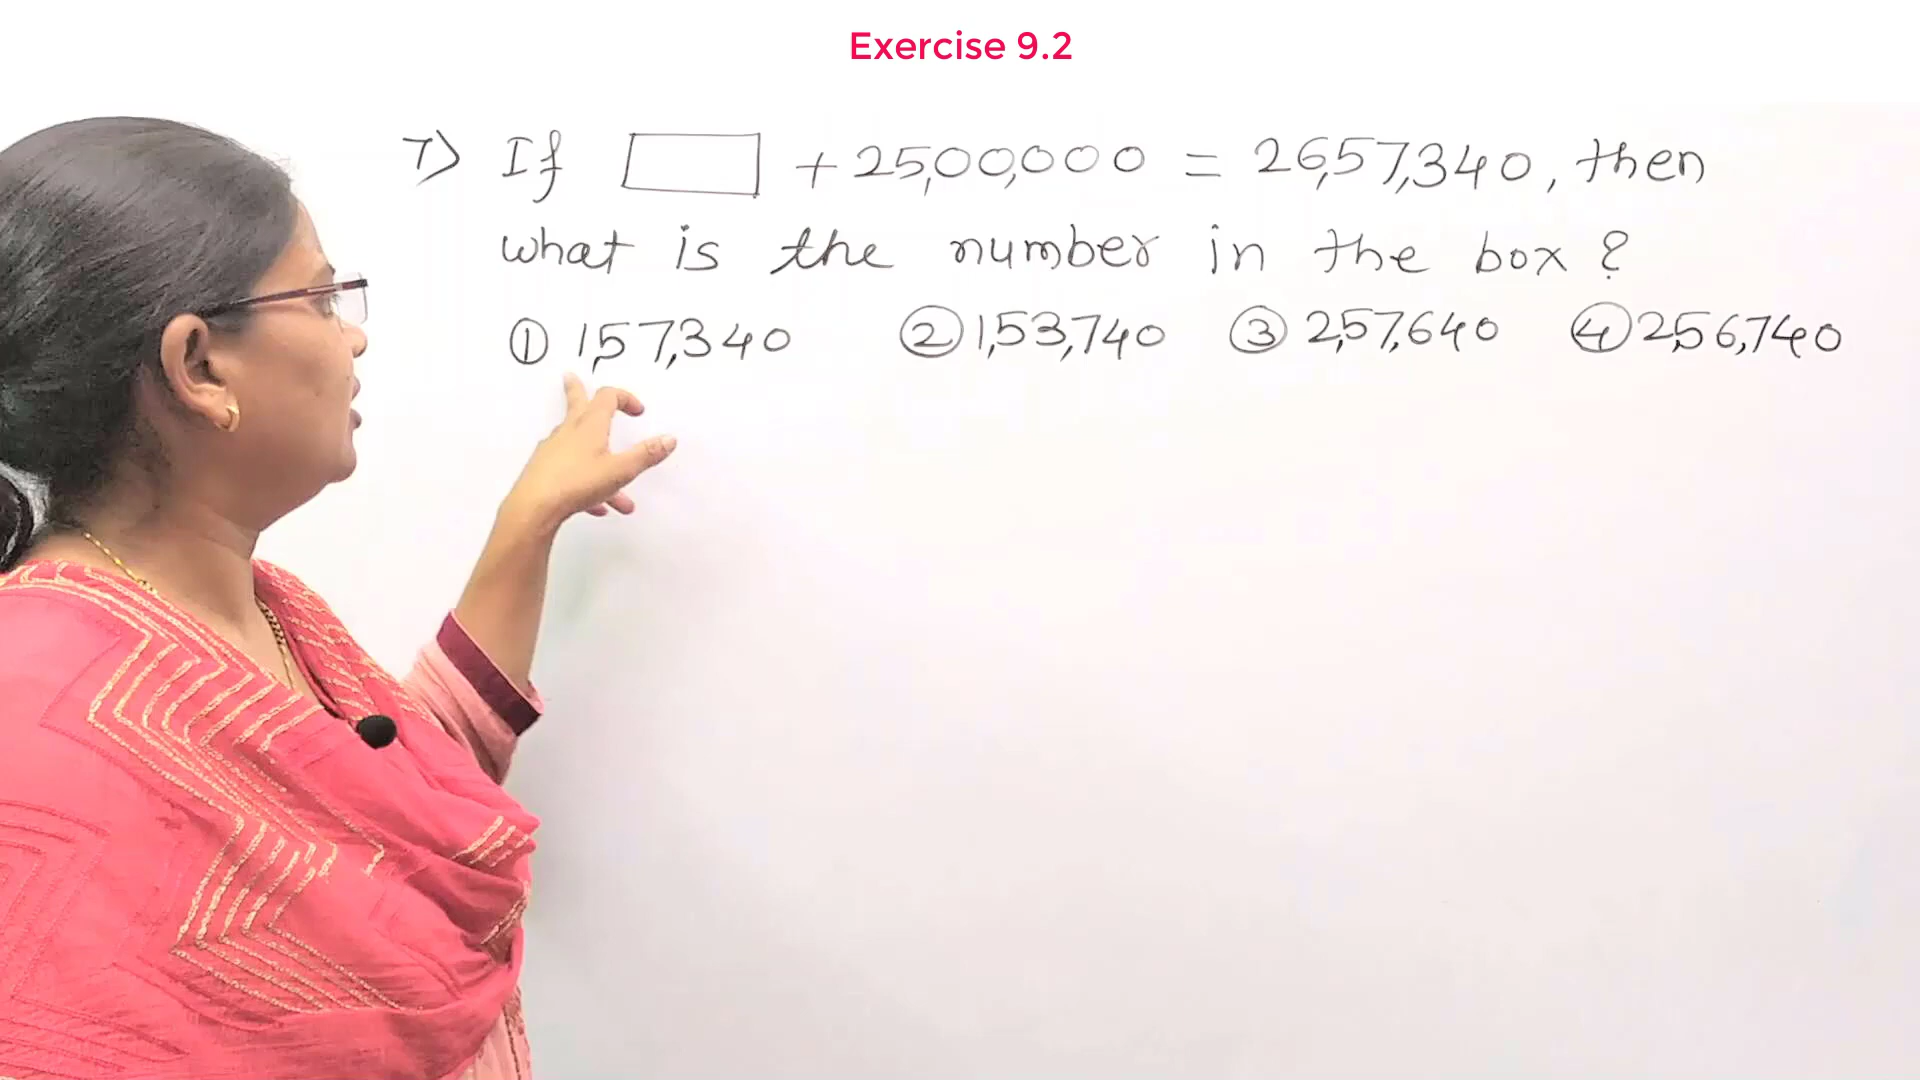 Exercise 9.2
7) If □ + 25,00,000 = 26,57,340, then
what is the number in the box?
① 1,57,340 ② 1,53,740 ③ 2,57,640 ④ 2,56,740